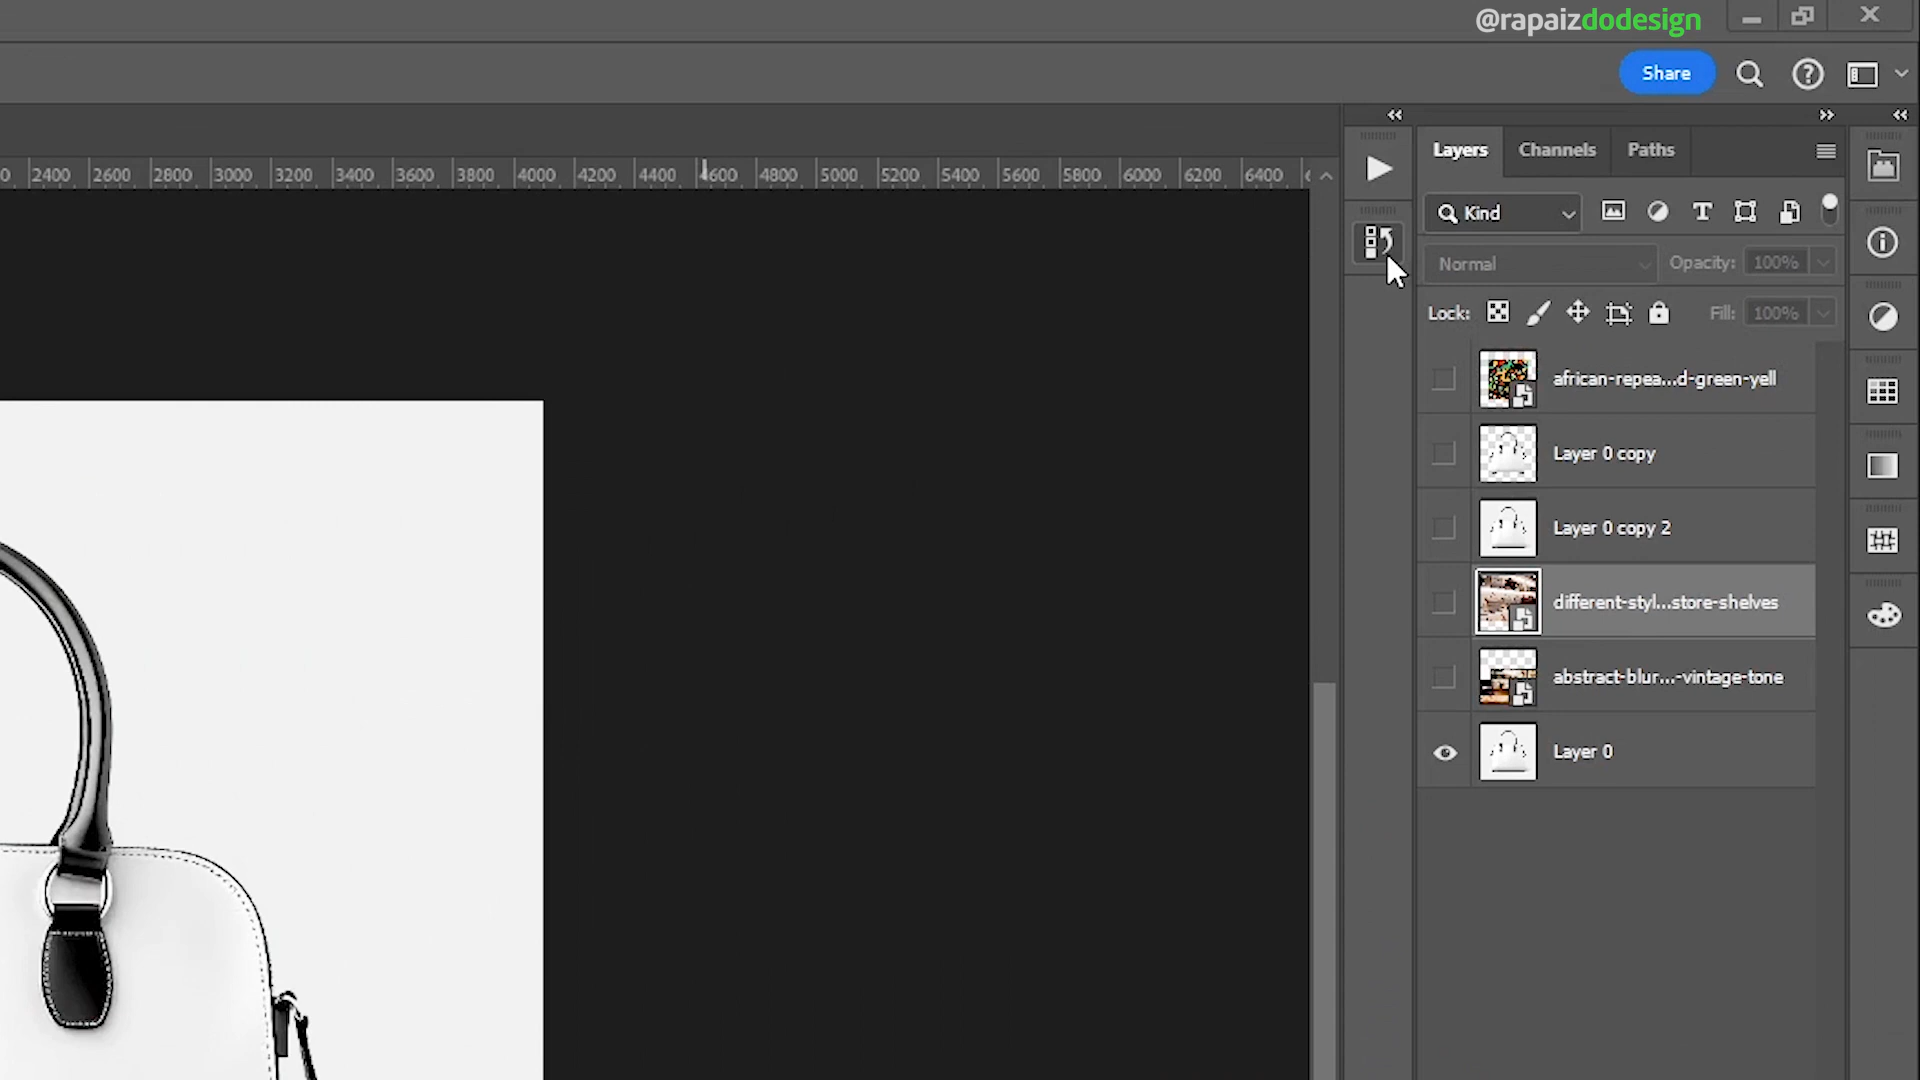 @rapaizdodesign
Share
Layers Channels Paths
2400 2600 2800 3000 3200 3400 3600 3800 4000 4200 4400 4600 4800 5000 5200 5400 5600 5800 6000 6200 6400
Kind
Normal Opacity: 100%
Lock: Fill: 100%
african-repea...d-green-yell
Layer 0 copy
Layer 0 copy 2
different-styl...store-shelves
abstract-blur...-vintage-tone
Layer 0